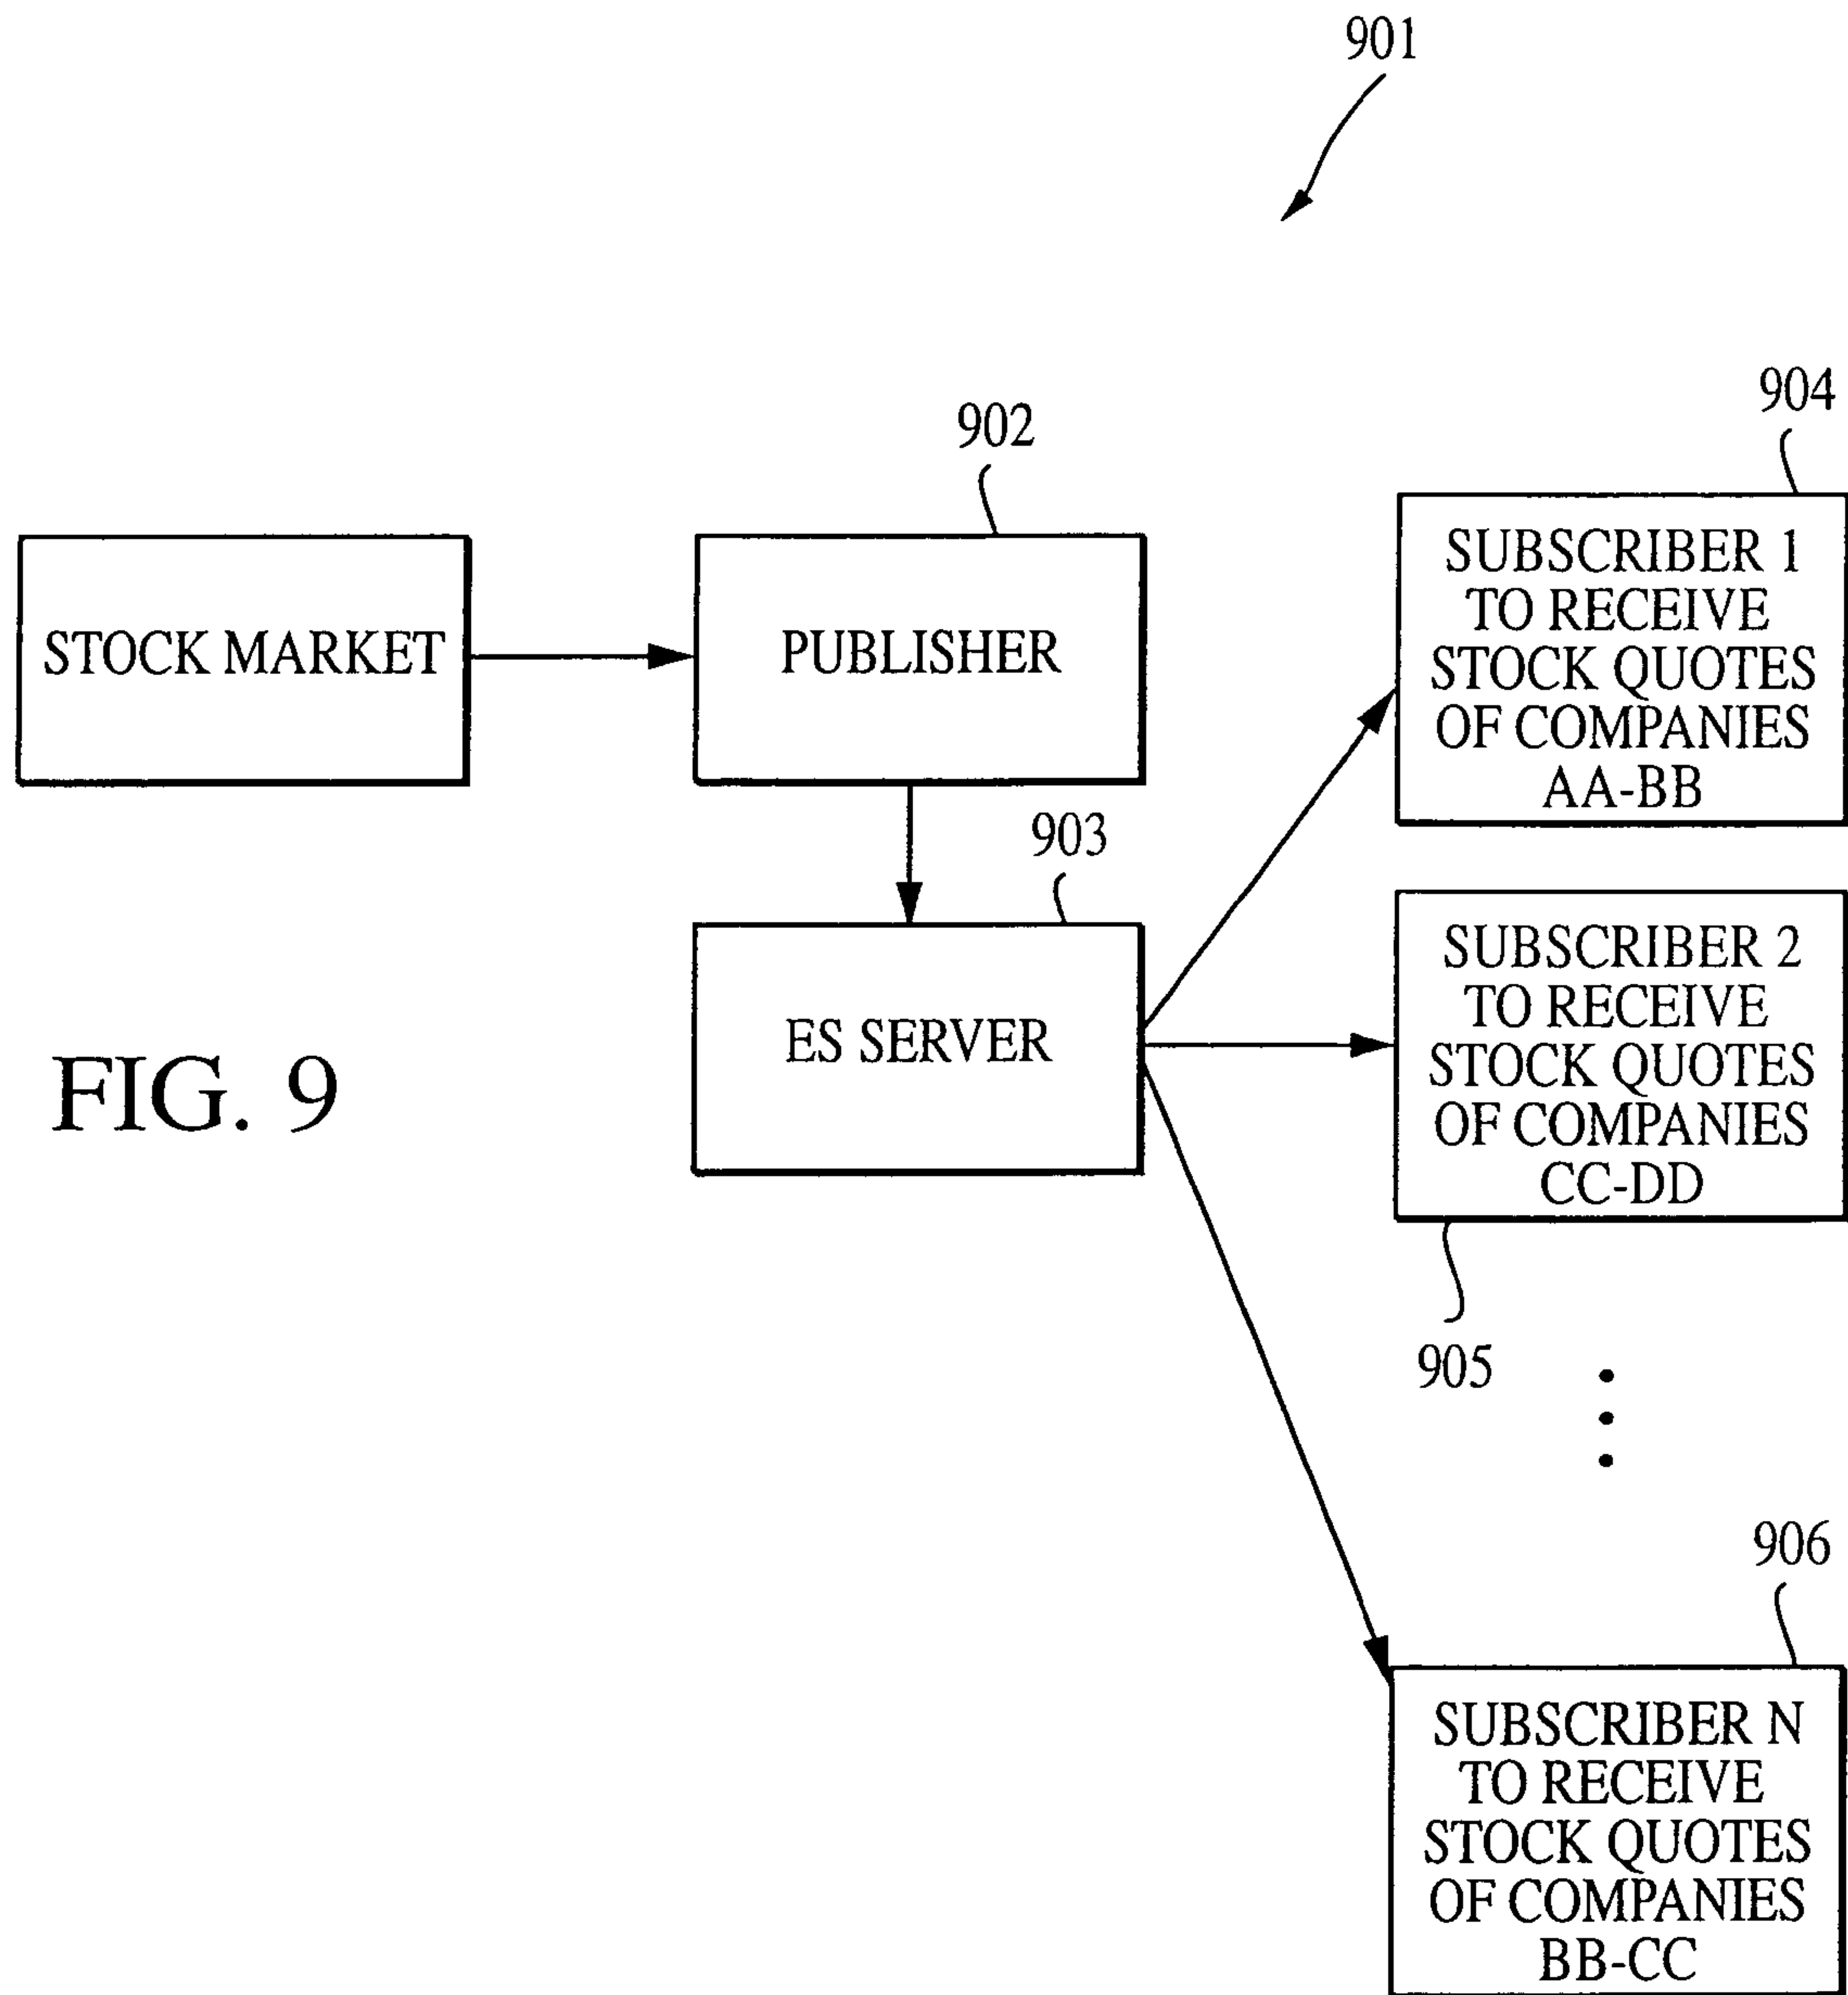 901
904
902
SUBSCRIBER 1
TO RECEIVE
STOCK QUOTES
OF COMPANIES
AA-BB
STOCK MARKET
PUBLISHER
903
SUBSCRIBER 2
TO RECEIVE
STOCK QUOTES
OF COMPANIES
CC-DD
ES SERVER
FIG. 9
905
906
SUBSCRIBER N
TO RECEIVE
STOCK QUOTES
OF COMPANIES
BB-CC